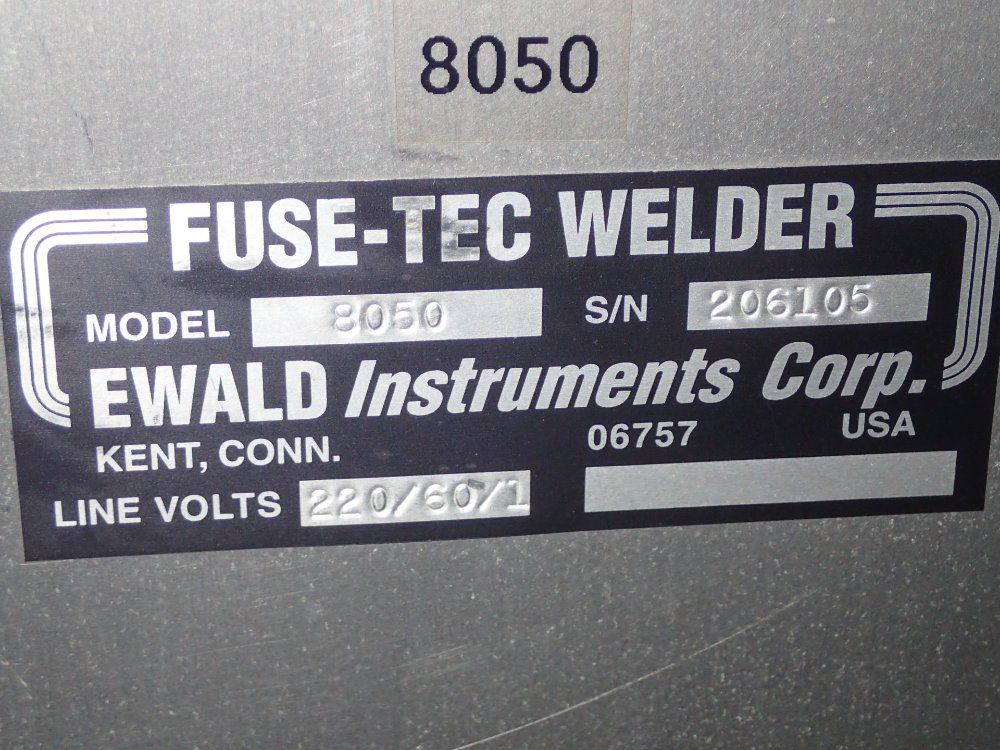 8050
FUSE-TEC WELDER
MODEL 8050 S/N 206105
EWALD Instruments Corp.
KENT, CONN. 06757 USA
LINE VOLTS 220/60/1